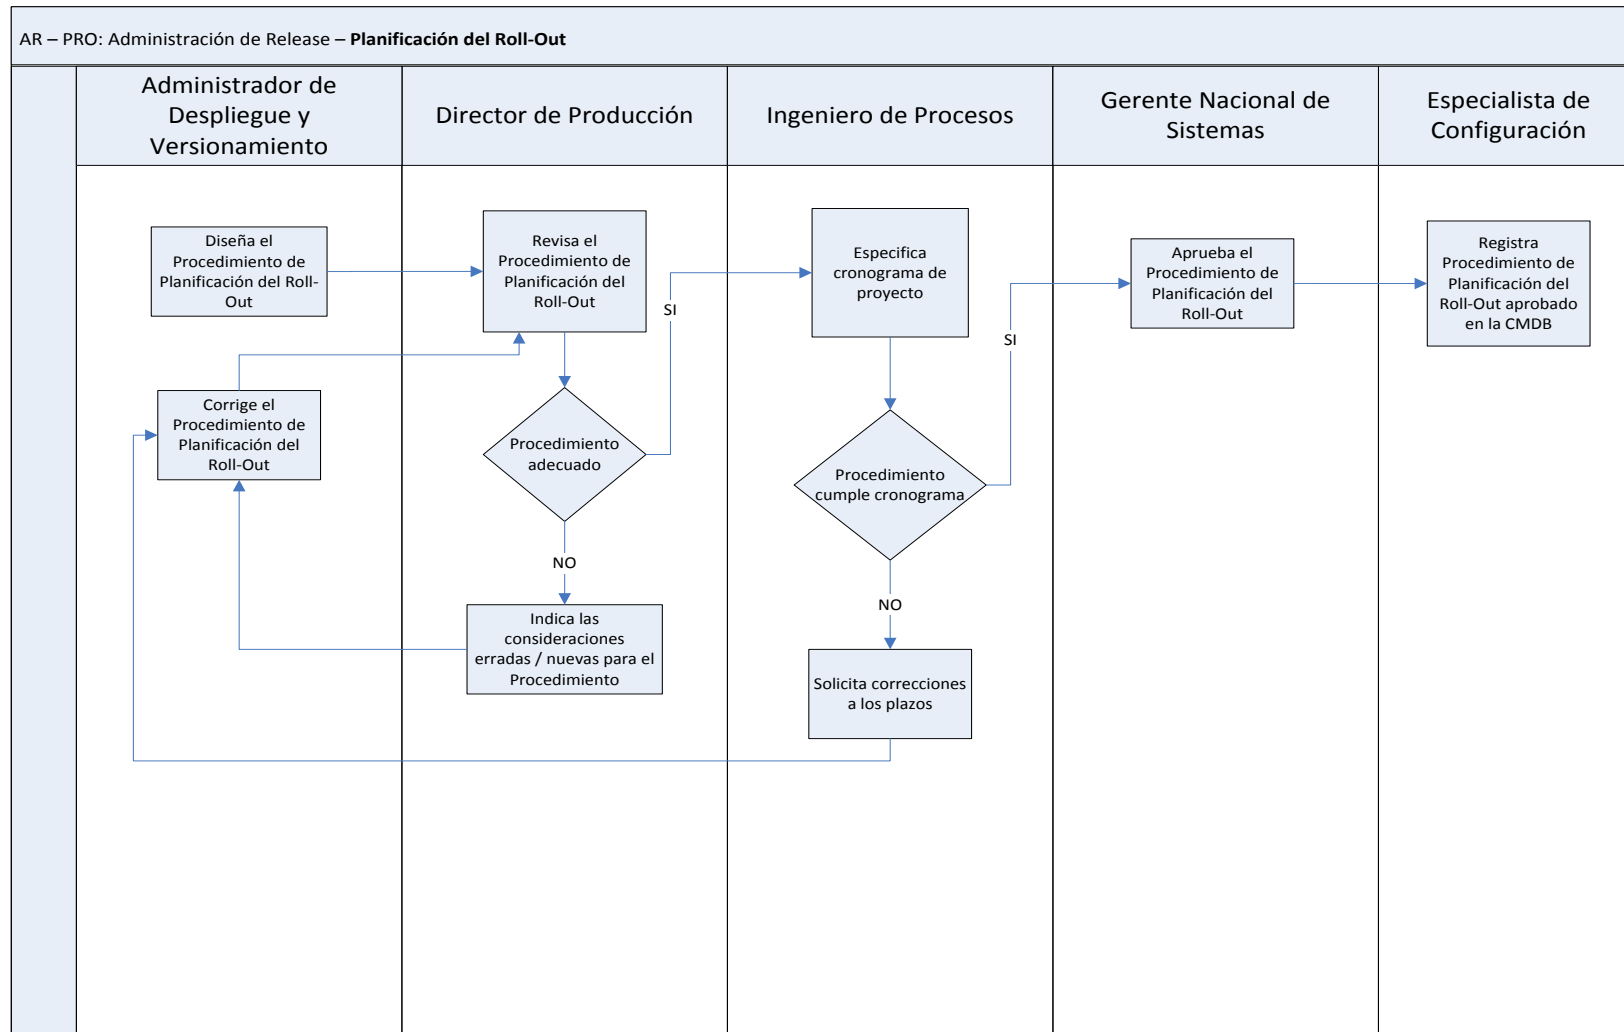 AR – PRO: Administración de Release – Planificación del Roll-Out
Administrador de
Despliegue y
Versionamiento
Director de Producción
Ingeniero de Procesos
Gerente Nacional de
Sistemas
Especialista de
Configuración
Diseña el
Procedimiento de
Planificación del Roll-
Out
Revisa el
Procedimiento de
Planificación del
Roll-Out
SI
Especifica
cronograma de
proyecto
SI
Aprueba el
Procedimiento de
Planificación del
Roll-Out
Registra
Procedimiento de
Planificación del
Roll-Out aprobado
en la CMDB
Corrige el
Procedimiento de
Planificación del
Roll-Out
Procedimiento
adecuado
Procedimiento
cumple cronograma
NO
NO
Indica las
consideraciones
erradas / nuevas para el
Procedimiento
Solicita correcciones
a los plazos